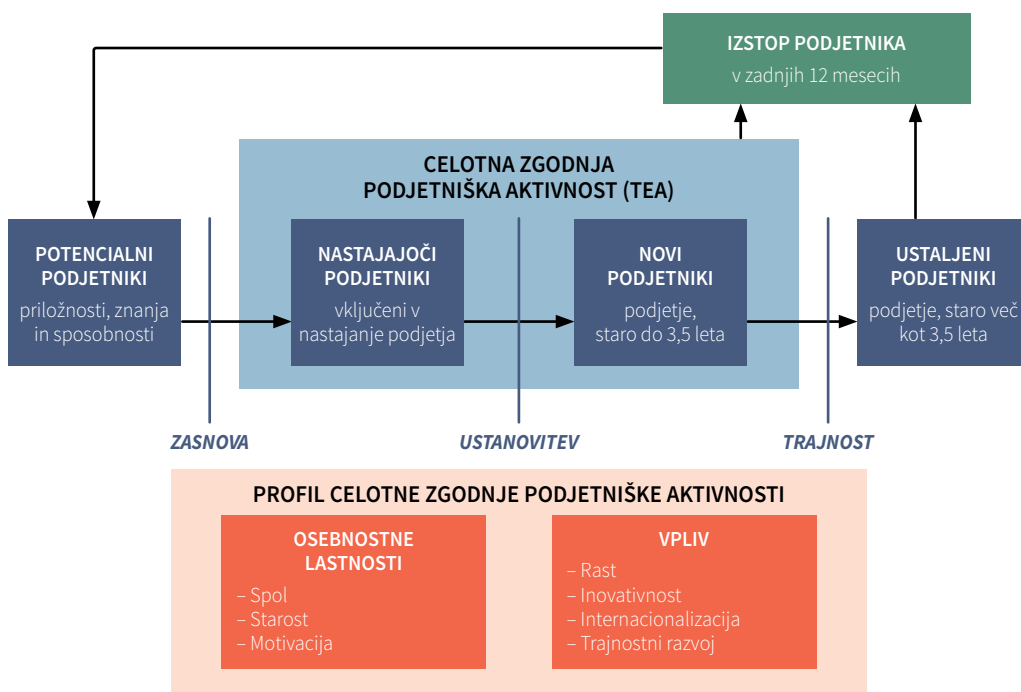 IZSTOP PODJETNIKA
v zadnjih 12 mesecih
CELOTNA ZGODNJA
PODJETNIŠKA AKTIVNOST (TEA)
POTENCIALNI
PODJETNIKI
priložnosti, znanja
in sposobnosti
NASTAJAJOČI
PODJETNIKI
vključeni v
nastajanje podjetja
NOVI
PODJETNIKI
podjetje,
staro do 3,5 leta
USTALJENI
PODJETNIKI
podjetje, staro več
kot 3,5 leta
ZASNOVA
USTANOVITEV
TRAJNOST
PROFIL CELOTNE ZGODNJE PODJETNIŠKE AKTIVNOSTI
OSEBNOSTNE
LASTNOSTI
– Spol
– Starost
– Motivacija
VPLIV
– Rast
– Inovativnost
– Internacionalizacija
– Trajnostni razvoj